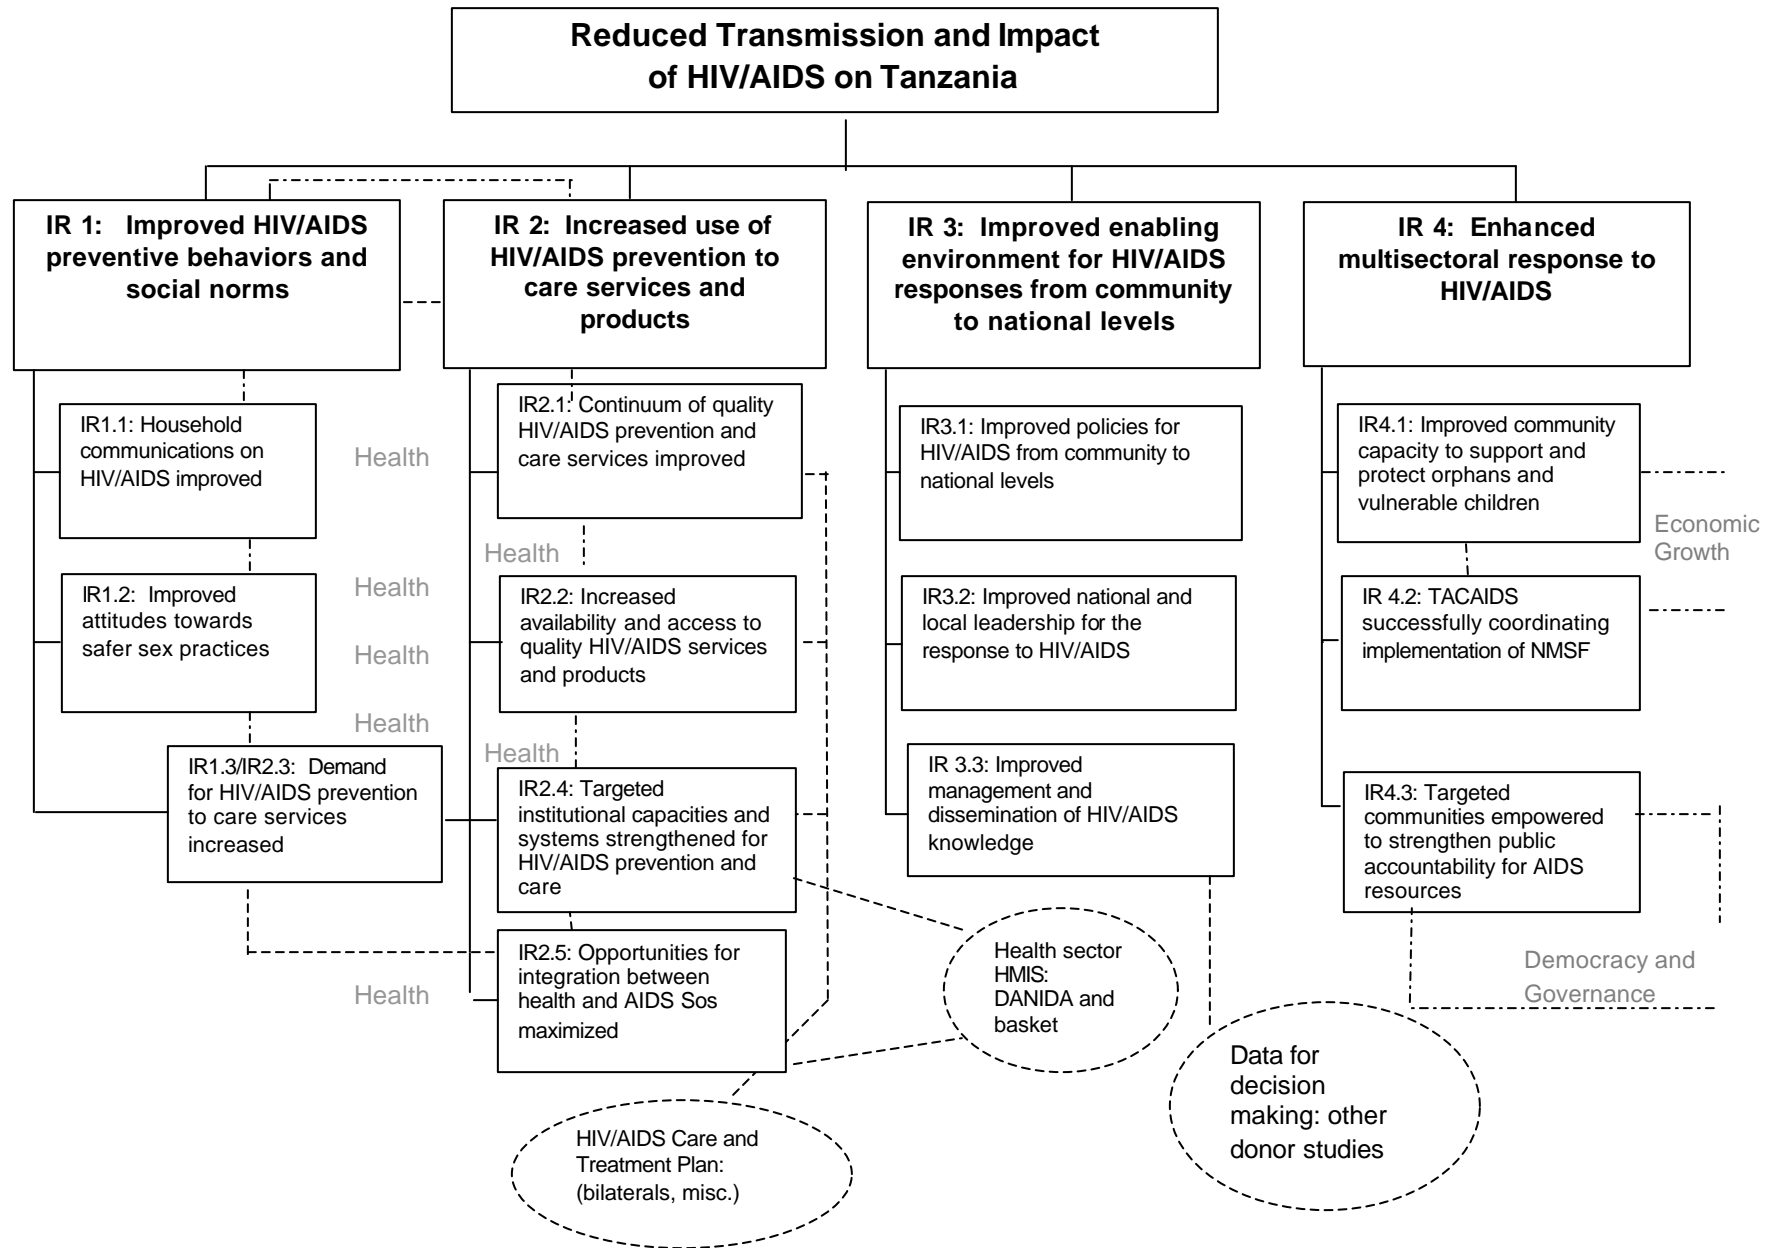 Reduced Transmission and Impact
of HIV/AIDS on Tanzania
IR 1: Improved HIV/AIDS
preventive behaviors and
social norms
IR 2: Increased use of
HIV/AIDS prevention to
care services and
products
IR 3: Improved enabling
environment for HIV/AIDS
responses from community
to national levels
IR 4: Enhanced
multisectoral response to
HIV/AIDS
IR1.1: Household
communications on
HIV/AIDS improved
Health
IR2.1: Continuum of quality
HIV/AIDS prevention and
care services improved
IR3.1: Improved policies for
HIV/AIDS from community to
national levels
IR4.1: Improved community
capacity to support and
protect orphans and
vulnerable children
Economic
Growth
Health
Health
IR1.2: Improved
attitudes towards
safer sex practices
Health
IR2.2: Increased
availability and access to
quality HIV/AIDS services
and products
IR3.2: Improved national and
local leadership for the
response to HIV/AIDS
IR 4.2: TACAIDS
successfully coordinating
implementation of NMSF
Health
Health
IR1.3/IR2.3: Demand
for HIV/AIDS prevention
to care services
increased
IR2.4: Targeted
institutional capacities and
systems strengthened for
HIV/AIDS prevention and
care
IR 3.3: Improved
management and
dissemination of HIV/AIDS
knowledge
IR4.3: Targeted
communities empowered
to strengthen public
accountability for AIDS
resources
Health
IR2.5: Opportunities for
integration between
health and AIDS Sos
maximized
Health sector
HMIS:
DANIDA and
basket
Democracy and
Governance
Data for
decision
making: other
donor studies
HIV/AIDS Care and
Treatment Plan:
(bilaterals, misc.)